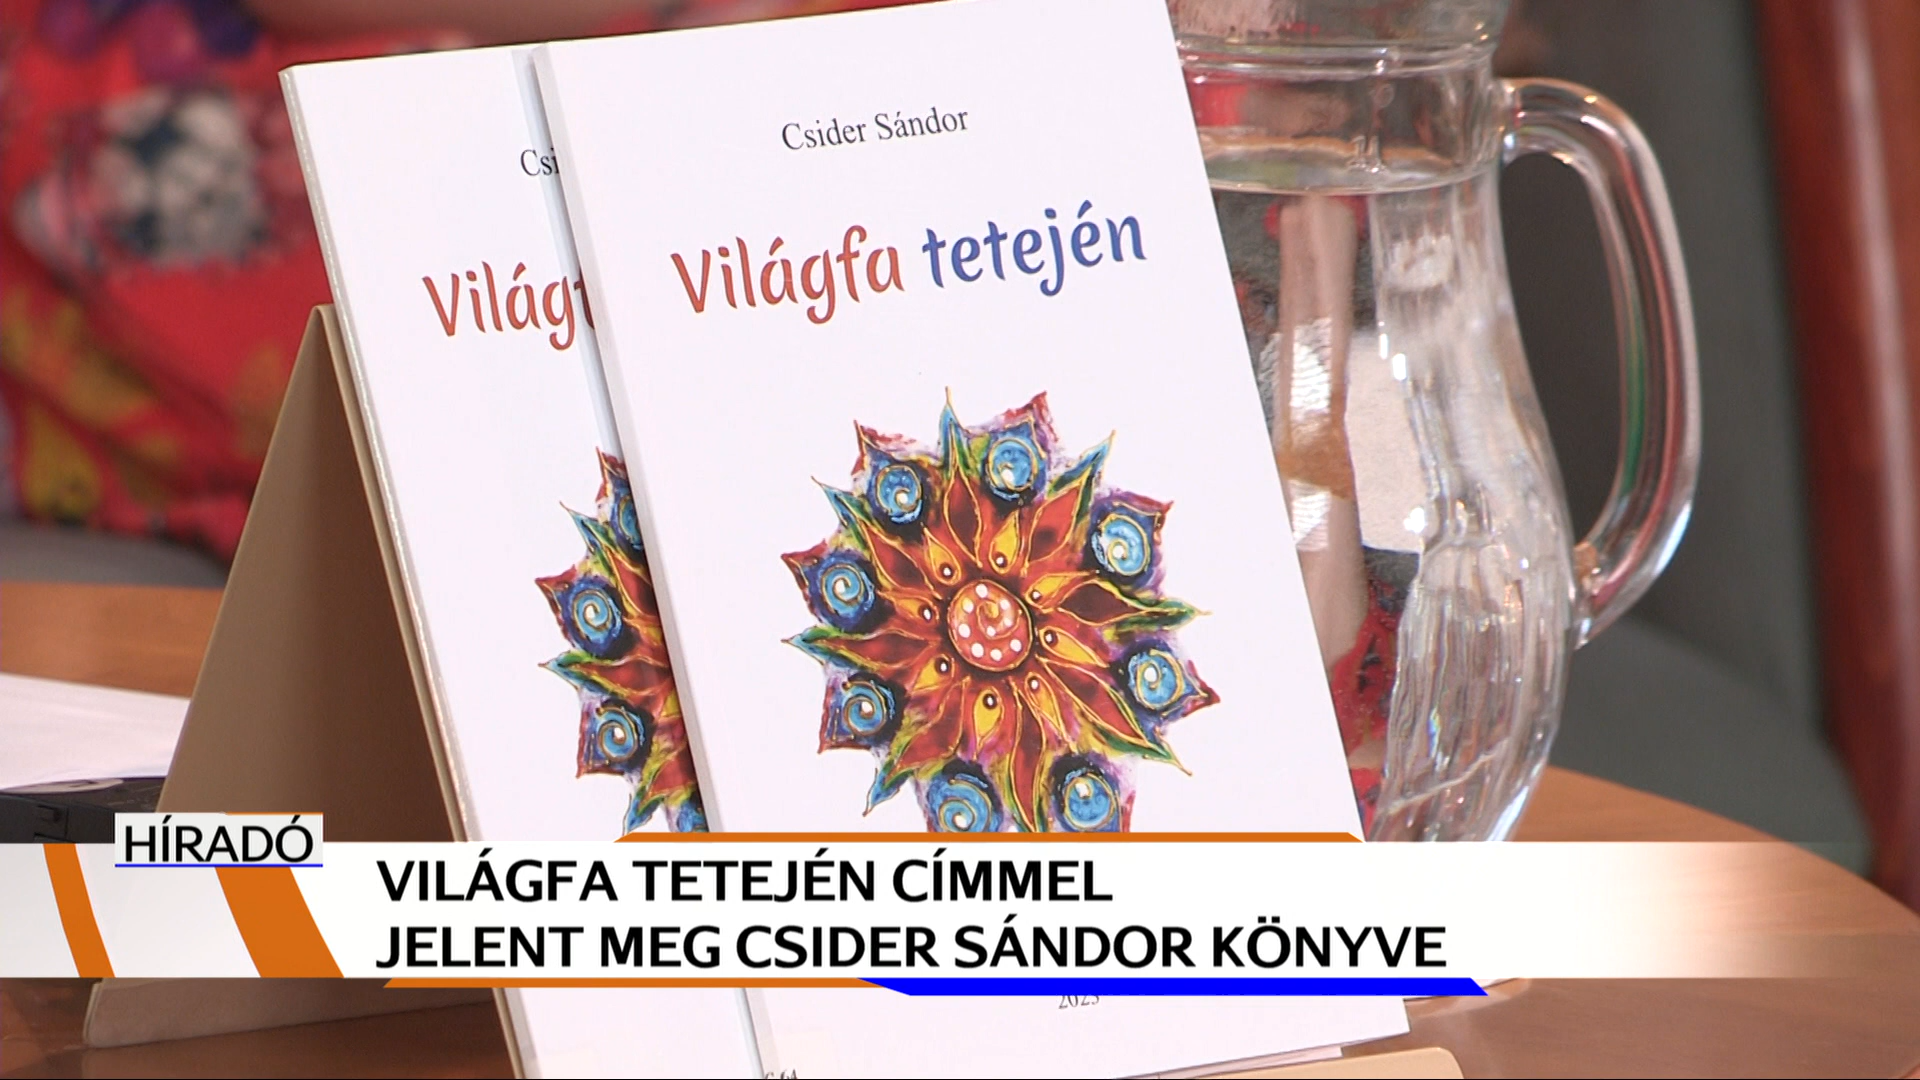 Csider Sándor
Világfa tetején
HÍRADÓ
VILÁGFA TETEJÉN CÍMMEL
JELENT MEG CSIDER SÁNDOR KÖNYVE